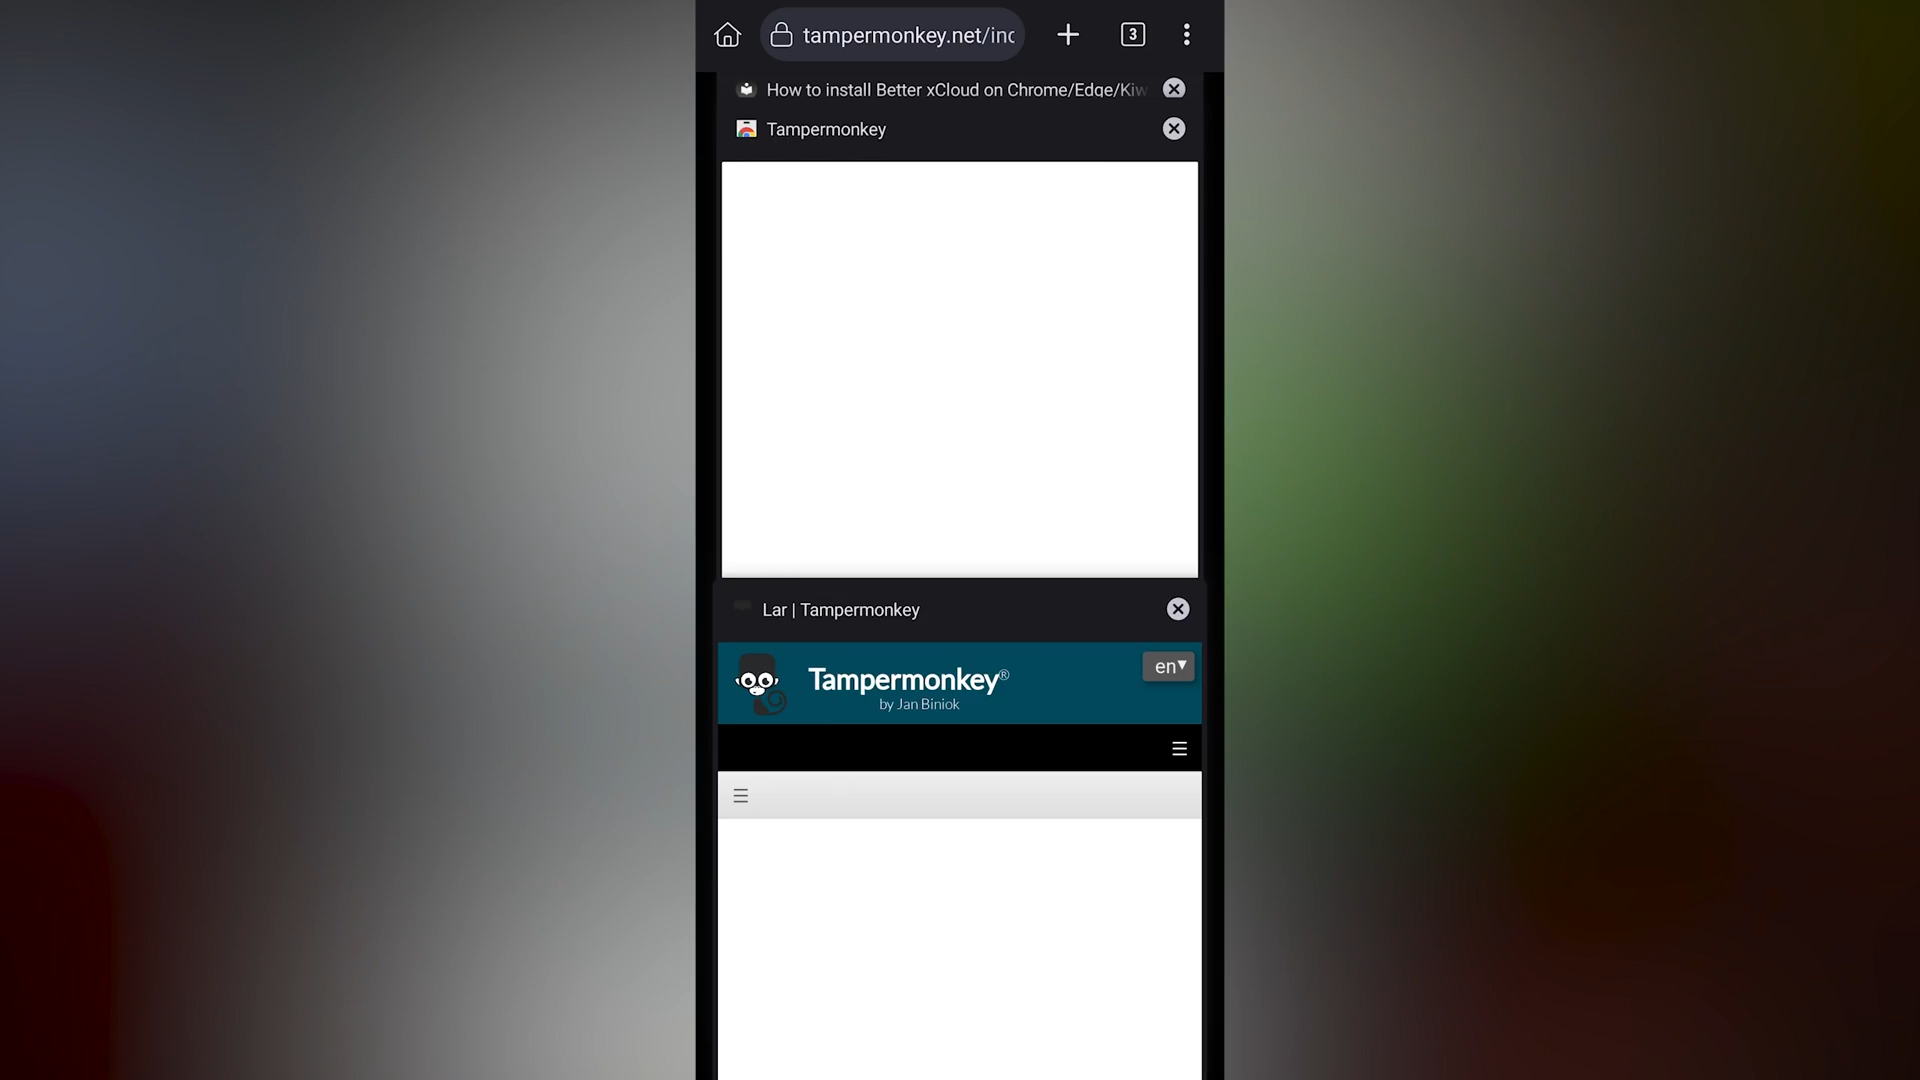 tampermonkey.net/inc
3
How to install Better xCloud on Chrome/Edge/Kiw
Tampermonkey
Lar | Tampermonkey
Tampermonkey®
en▼
by Jan Biniok